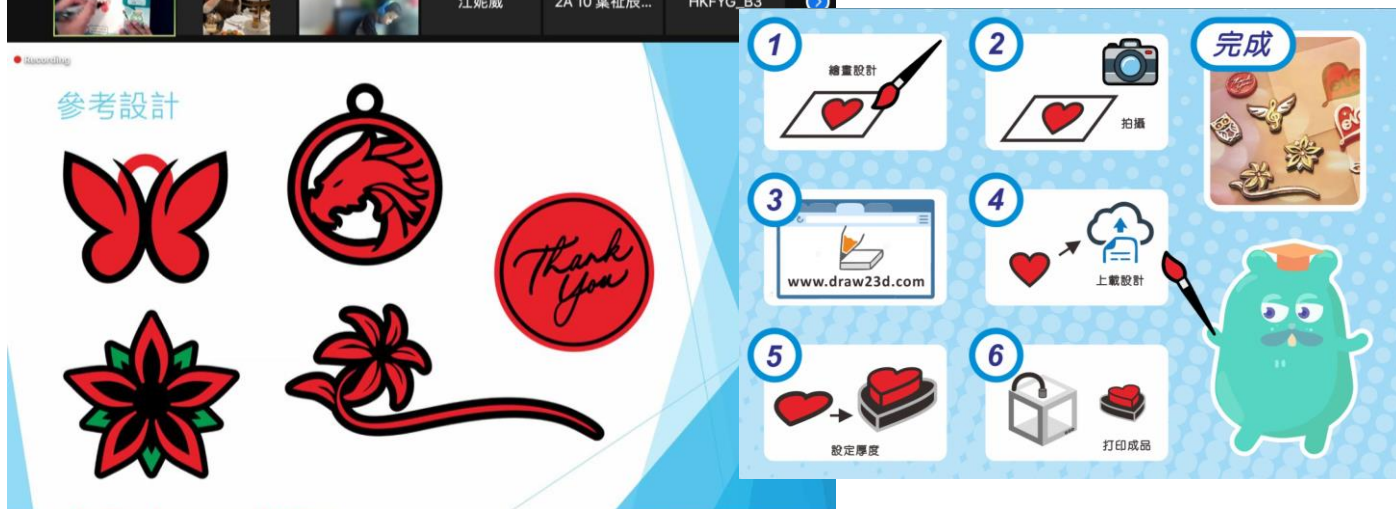 江妮威
2A 10 葉祉辰...
HKFYG_B3
Recording
參考設計
Thank
You
1
繪畫設計
2
拍攝
完成
3
www.draw23d.com
4
上載設計
5
設定厚度
6
打印成品